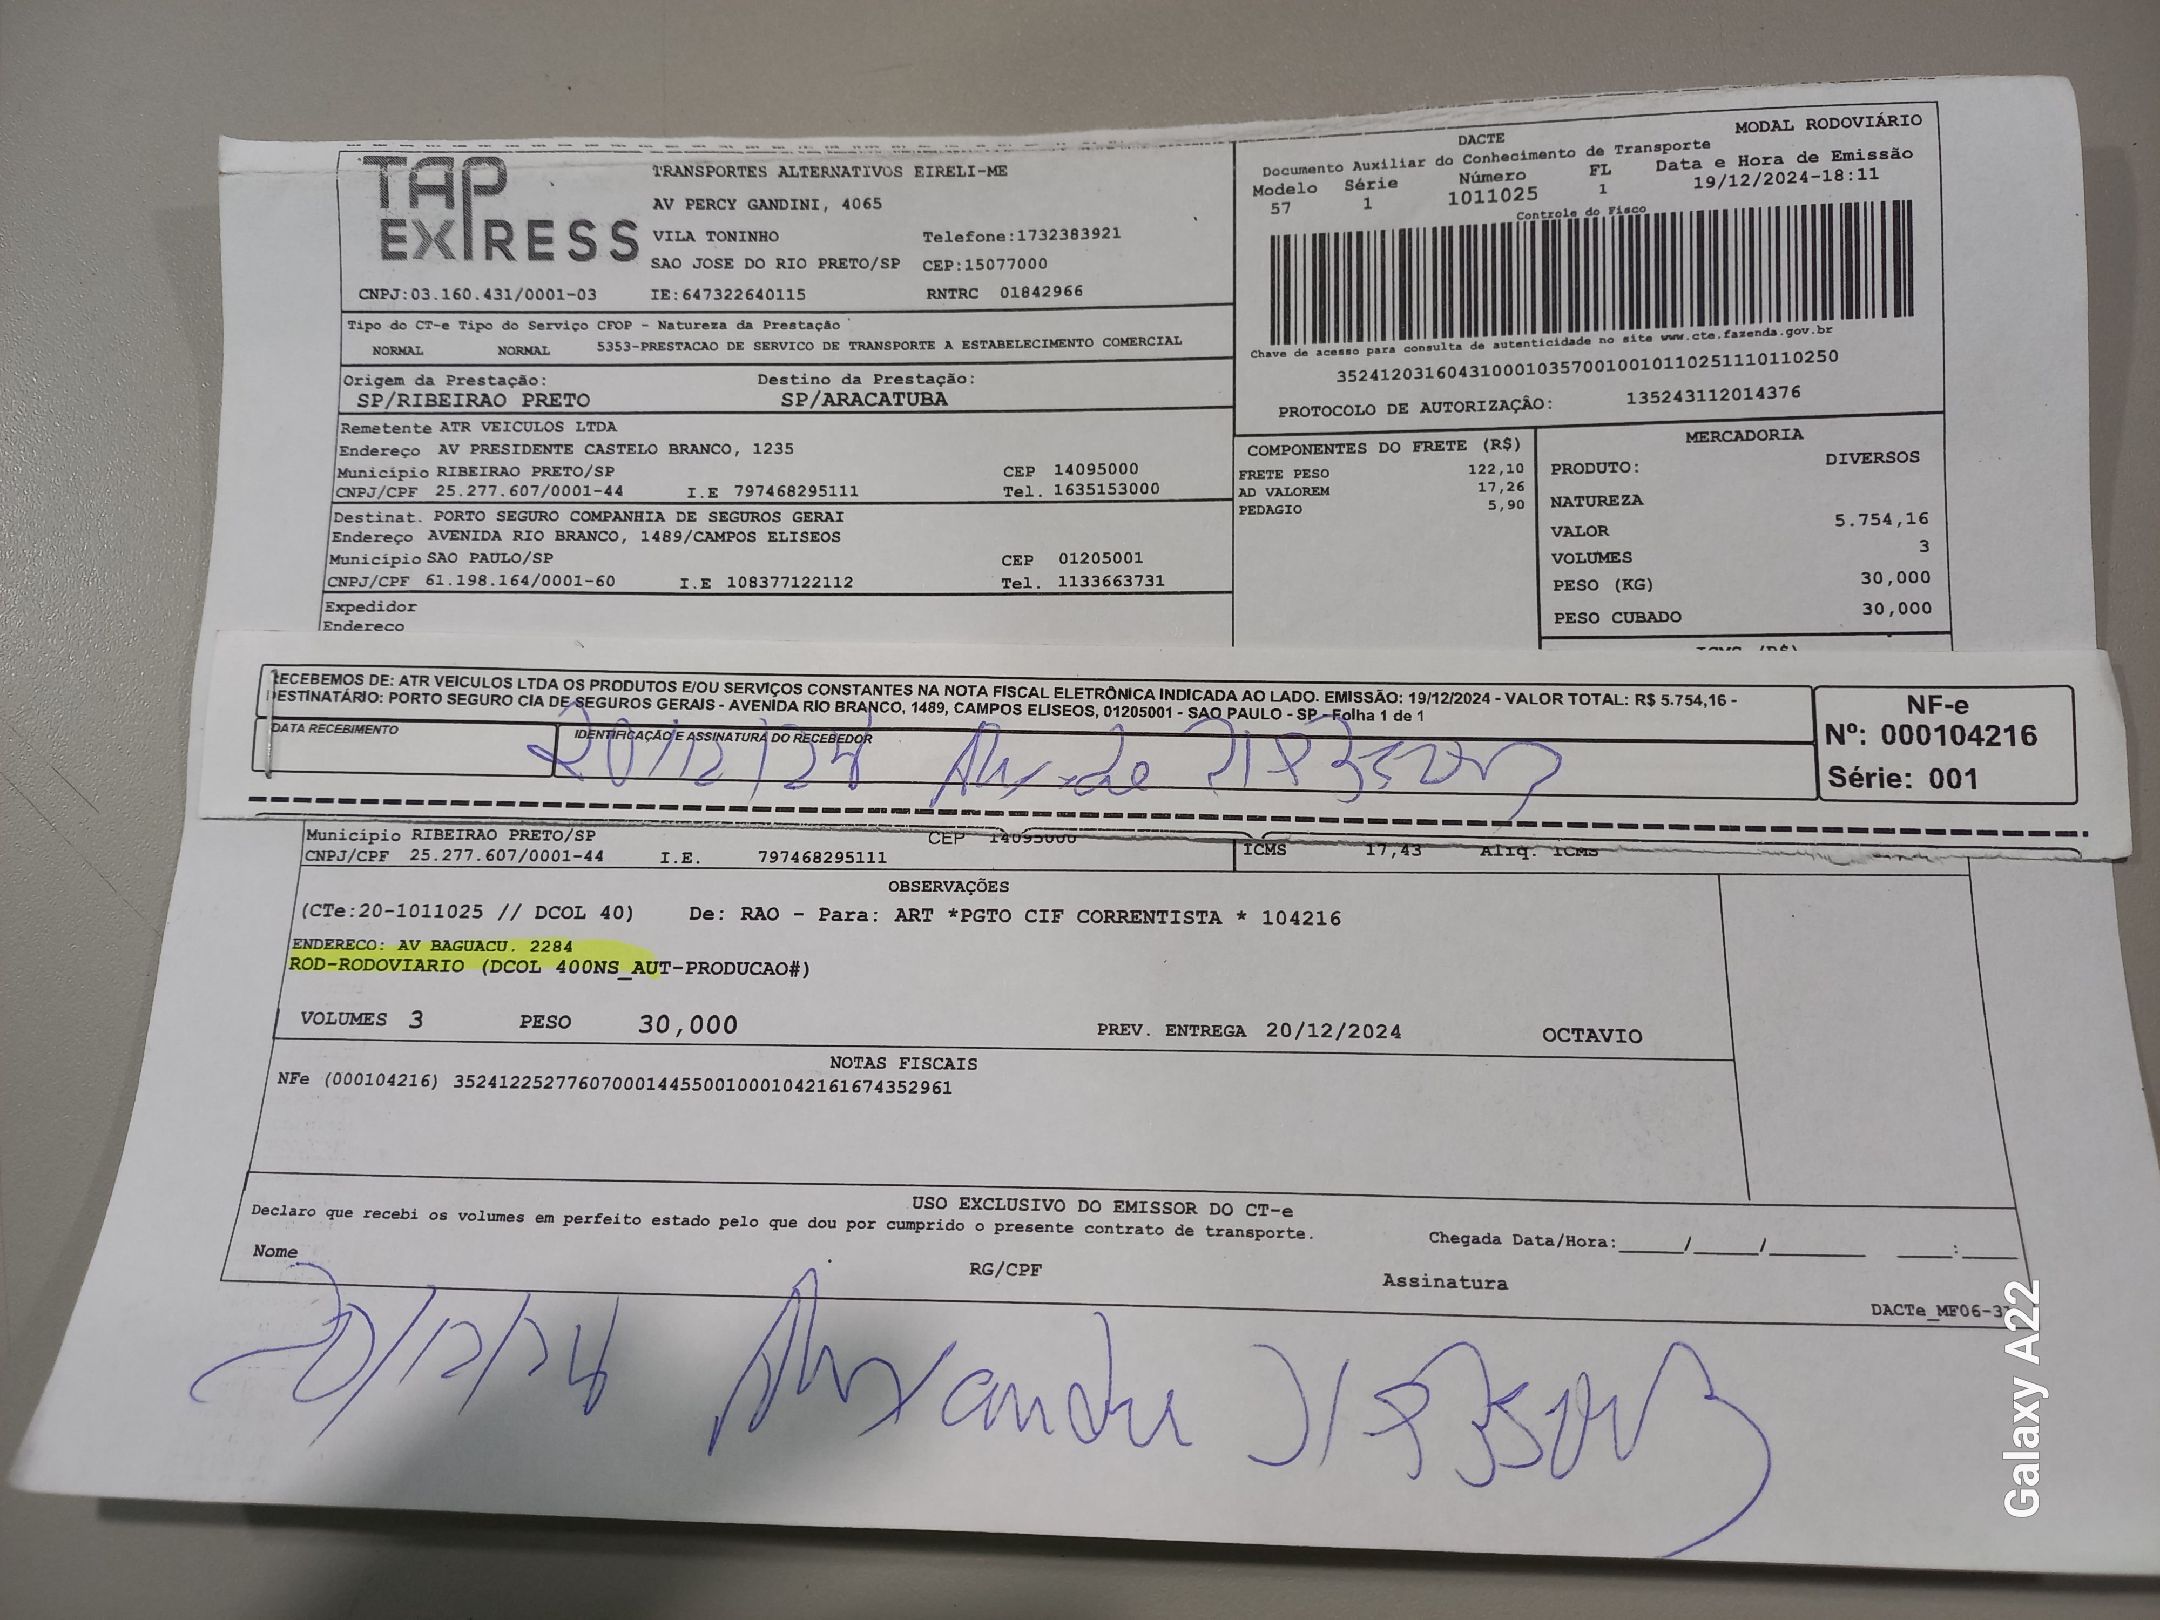 TAP EXPRESS
TRANSPORTES ALTERNATIVOS EIRELI-ME
AV PERCY GANDINI, 4065
VILA TONINHO Telefone:1732383921
SAO JOSE DO RIO PRETO/SP CEP:15077000
CNPJ:03.160.431/0001-03 IE:647322640115 RNTRC 01842966
DACTE MODAL RODOVIÁRIO
Documento Auxiliar do Conhecimento de Transporte
Modelo Série Número FL Data e Hora de Emissão
57 1 1011025 1 19/12/2024-18:11
Controle do Fisco
Chave de acesso para consulta de autenticidade no site www.cte.fazenda.gov.br
35241203160431000103570010010110251110110250
PROTOCOLO DE AUTORIZAÇÃO: 135243112014376
Tipo do CT-e Tipo do Serviço CFOP - Natureza da Prestação
NORMAL NORMAL 5353-PRESTACAO DE SERVICO DE TRANSPORTE A ESTABELECIMENTO COMERCIAL
Origem da Prestação: Destino da Prestação:
SP/RIBEIRAO PRETO SP/ARACATUBA
Remetente ATR VEICULOS LTDA
Endereço AV PRESIDENTE CASTELO BRANCO, 1235
Município RIBEIRAO PRETO/SP CEP 14095000
CNPJ/CPF 25.277.607/0001-44 I.E 797468295111 Tel. 1635153000
Destinat. PORTO SEGURO COMPANHIA DE SEGUROS GERAI
Endereço AVENIDA RIO BRANCO, 1489/CAMPOS ELISEOS
Município SAO PAULO/SP CEP 01205001
CNPJ/CPF 61.198.164/0001-60 I.E 108377122112 Tel. 1133663731
Expedidor
Endereco
COMPONENTES DO FRETE (R$)
FRETE PESO 122,10
AD VALOREM 17,26
PEDAGIO 5,90
MERCADORIA
PRODUTO: DIVERSOS
NATUREZA
VALOR 5.754,16
VOLUMES 3
PESO (KG) 30,000
PESO CUBADO 30,000
ICMS (R$)
RECEBEMOS DE: ATR VEICULOS LTDA OS PRODUTOS E/OU SERVIÇOS CONSTANTES NA NOTA FISCAL ELETRÔNICA INDICADA AO LADO. EMISSÃO: 19/12/2024 - VALOR TOTAL: R$ 5.754,16 -
DESTINATÁRIO: PORTO SEGURO CIA DE SEGUROS GERAIS - AVENIDA RIO BRANCO, 1489, CAMPOS ELISEOS, 01205001 - SAO PAULO - SP - Folha 1 de 1
DATA RECEBIMENTO IDENTIFICAÇÃO E ASSINATURA DO RECEBEDOR
20/12/24
NF-e
Nº: 000104216
Série: 001
Município RIBEIRAO PRETO/SP CEP 14095000
CNPJ/CPF 25.277.607/0001-44 I.E. 797468295111
ICMS 17,43 Aliq. ICMS
OBSERVAÇÕES
(CTe:20-1011025 // DCOL 40) De: RAO - Para: ART *PGTO CIF CORRENTISTA * 104216
ENDERECO: AV BAGUACU. 2284
ROD-RODOVIARIO (DCOL 400NS_AUT-PRODUCAO#)
VOLUMES 3 PESO 30,000 PREV. ENTREGA 20/12/2024 OCTAVIO
NOTAS FISCAIS
NFe (000104216) 35241225277607000144550010001042161674352961
USO EXCLUSIVO DO EMISSOR DO CT-e
Declaro que recebi os volumes em perfeito estado pelo que dou por cumprido o presente contrato de transporte.
Chegada Data/Hora:_____/_____/________ ____:____
Nome RG/CPF Assinatura
DACTe_MF06-3
20/12/24 Alexandre
Galaxy A22